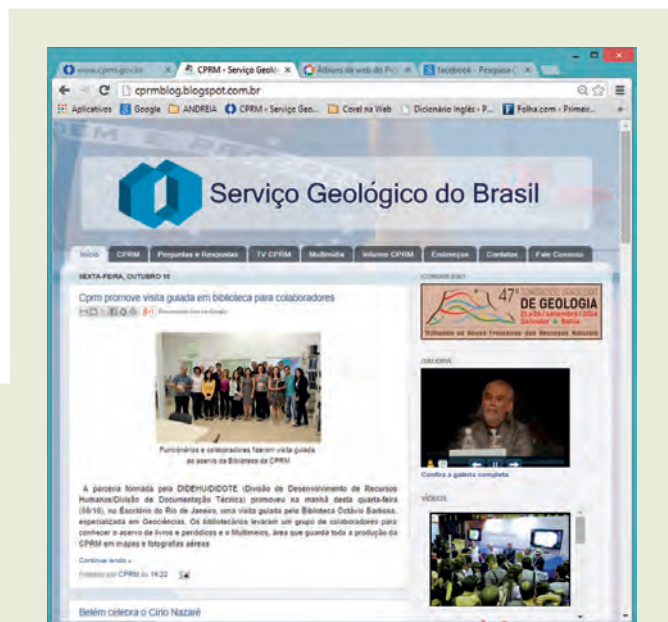 www.cprm.gov.br
CPRM - Serviço Geoló
Álbuns da web do Pi
facebook - Pesquisa
cprmblog.blogspot.com.br
Aplicativos Google ANDREIA CPRM - Serviço Geo... Corel na Web Dicionário Inglês - P... Folha.com - Primeir...
Serviço Geológico do Brasil
Início CPRM Perguntas e Respostas TV CPRM Multimídia Informe CPRM Endereços Contatos Fale Conosco
SEXTA-FEIRA, OUTUBRO 10
Cprm promove visita guiada em biblioteca para colaboradores
Funcionários e colaboradores fizeram visita guiada
ao acervo da Biblioteca da CPRM
A parceria formada pela DIDEHU/DIDOTE (Divisão de Desenvolvimento de Recursos
Humanos/Divisão de Documentação Técnica) promoveu na manhã desta quarta-feira
(08/10), no Escritório do Rio de Janeiro, uma visita guiada pela Biblioteca Octávio Barbosa,
especializada em Geociências. Os bibliotecários levaram um grupo de colaboradores para
conhecer o acervo de livros e periódicos e o Multimeios, área que guarda toda a produção da
CPRM em mapas e fotografias aéreas.
Continue lendo »
Postado por CPRM às 14:22
Belém celebra o Círio Nazaré
CONGRESSO
47º
DE GEOLOGIA
Salvador Bahia
GALERIA
Confira a galeria completa
VÍDEOS